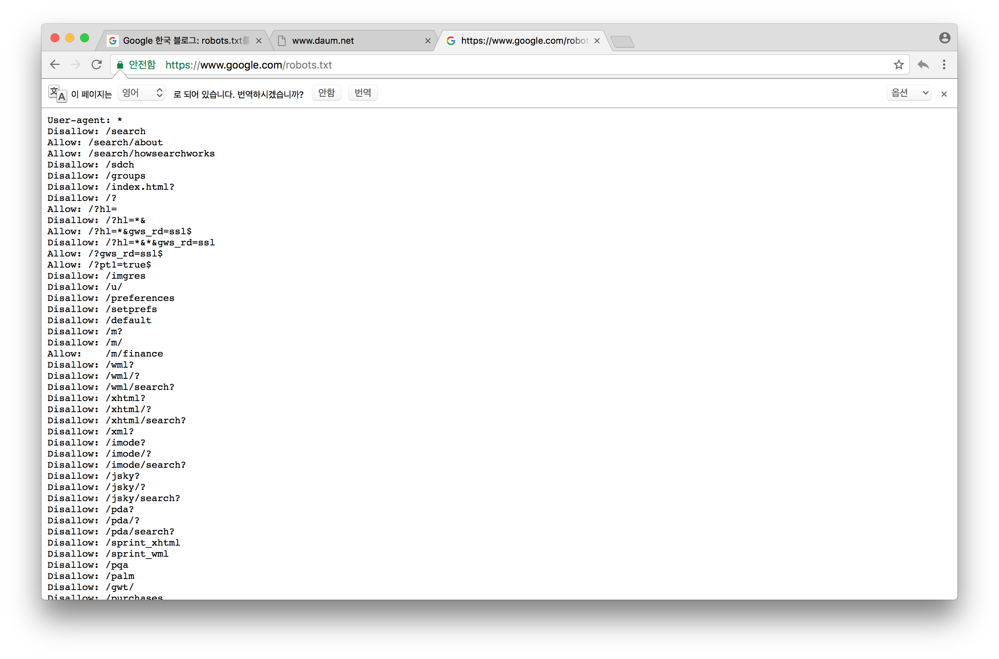 Google 한국 블로그: robots.txt를
www.daum.net
https://www.google.com/robots
안전함 https://www.google.com/robots.txt
이 페이지는 영어 로 되어 있습니다. 번역하시겠습니까? 안함 번역 옵션
User-agent: *
Disallow: /search
Allow: /search/about
Allow: /search/howsearchworks
Disallow: /sdch
Disallow: /groups
Disallow: /index.html?
Disallow: /?
Allow: /?hl=
Disallow: /?hl=*&
Allow: /?hl=*&gws_rd=ssl$
Disallow: /?hl=*&*&gws_rd=ssl
Allow: /?gws_rd=ssl$
Allow: /?pt1=true$
Disallow: /imgres
Disallow: /u/
Disallow: /preferences
Disallow: /setprefs
Disallow: /default
Disallow: /m?
Disallow: /m/
Allow:    /m/finance
Disallow: /wml?
Disallow: /wml/?
Disallow: /wml/search?
Disallow: /xhtml?
Disallow: /xhtml/?
Disallow: /xhtml/search?
Disallow: /xml?
Disallow: /imode?
Disallow: /imode/?
Disallow: /imode/search?
Disallow: /jsky?
Disallow: /jsky/?
Disallow: /jsky/search?
Disallow: /pda?
Disallow: /pda/?
Disallow: /pda/search?
Disallow: /sprint_xhtml
Disallow: /sprint_wml
Disallow: /pqa
Disallow: /palm
Disallow: /gwt/
Disallow: /purchases